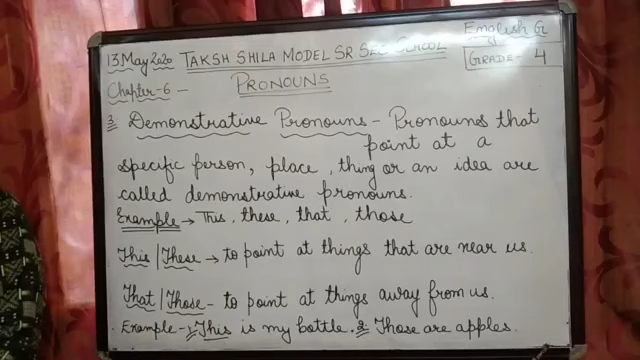 13 May 2020 TAKSH SHILA MODEL SR SEC SCHOOL English G
Chapter-6 - PRONOUNS GRADE- 4
3. Demonstrative Pronouns - Pronouns that
point at a
specific person, place, thing or an idea are
called demonstrative pronouns.
Example → This, these, that, those
This/These → to point at things that are near us.
That/Those - to point at things away from us.
Example - 1. This is my bottle. 2. Those are apples.